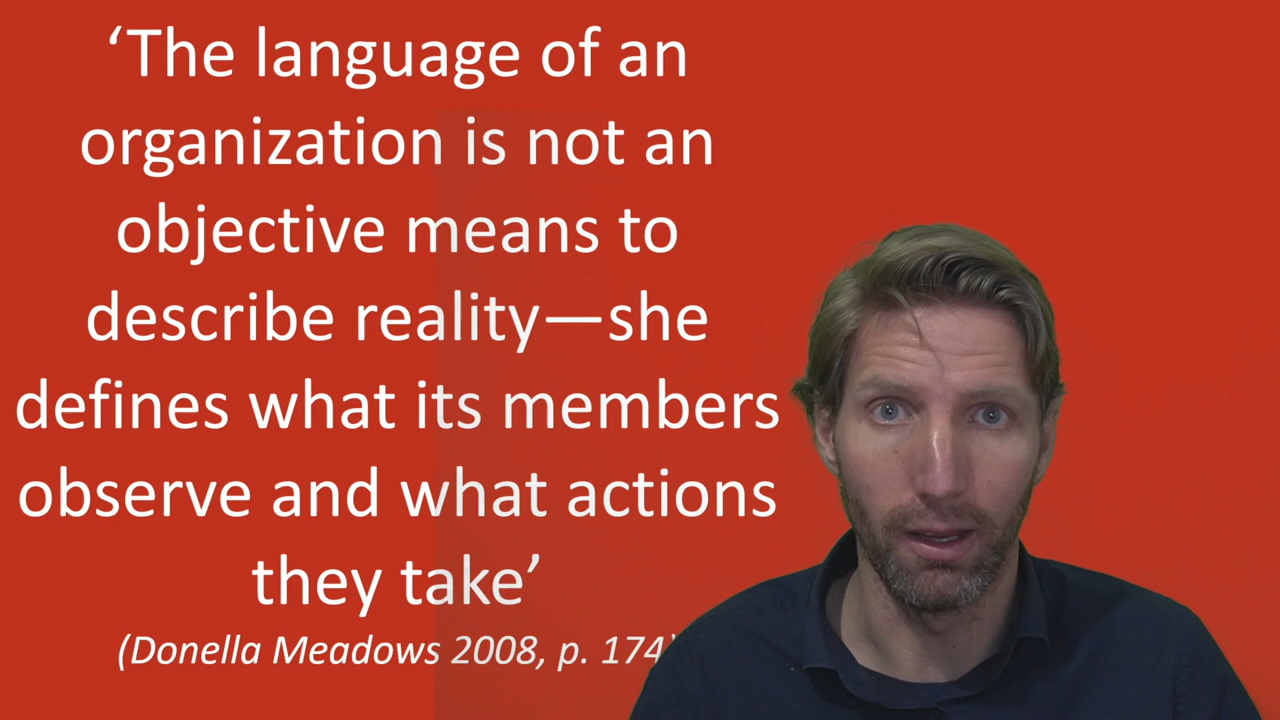 ‘The language of an
organization is not an
objective means to
describe reality—she
defines what its members
observe and what actions
they take’
(Donella Meadows 2008, p. 174)